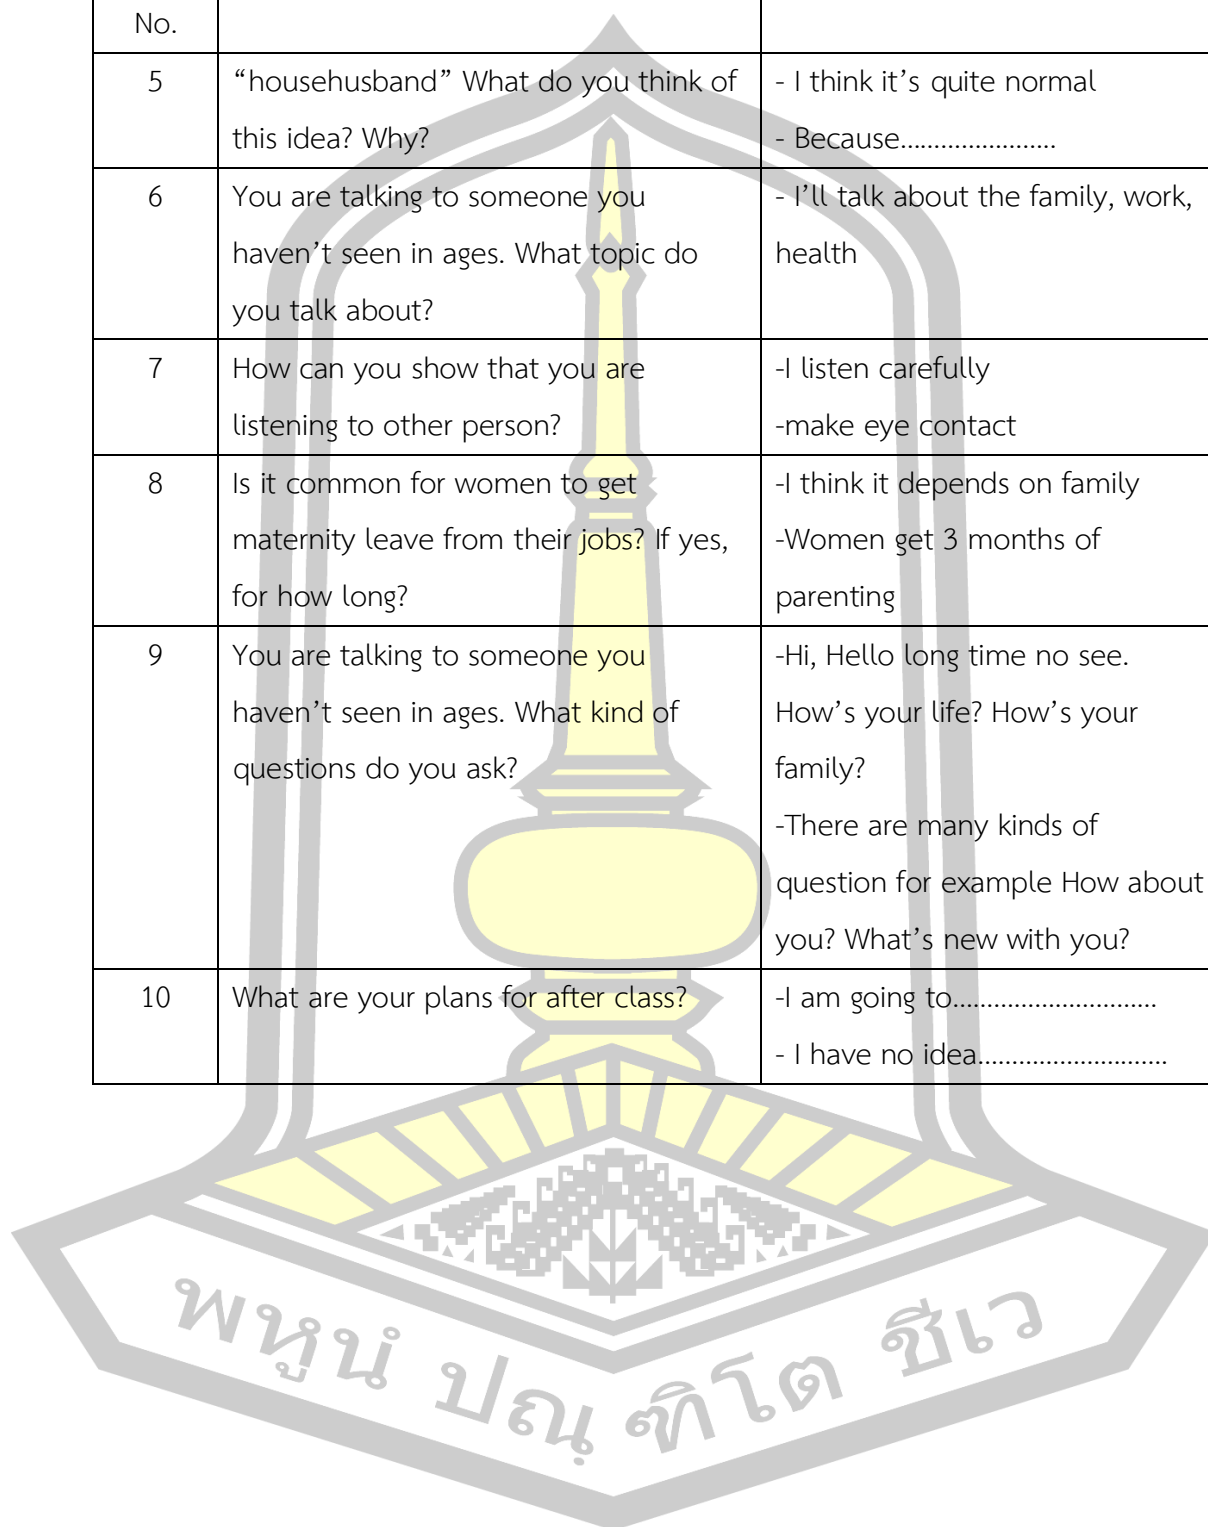 No.
5 “househusband” What do you think of - I think it’s quite normal
this idea? Why? - Because.......................
6 You are talking to someone you - I’ll talk about the family, work,
haven’t seen in ages. What topic do health
you talk about?
7 How can you show that you are -I listen carefully
listening to other person? -make eye contact
8 Is it common for women to get -I think it depends on family
maternity leave from their jobs? If yes, -Women get 3 months of
for how long? parenting
9 You are talking to someone you -Hi, Hello long time no see.
haven’t seen in ages. What kind of How’s your life? How’s your
questions do you ask? family?
-There are many kinds of
question for example How about
you? What’s new with you?
10 What are your plans for after class? -I am going to..............................
- I have no idea............................
พหูนํ ปณฺฑิโต ชีเว